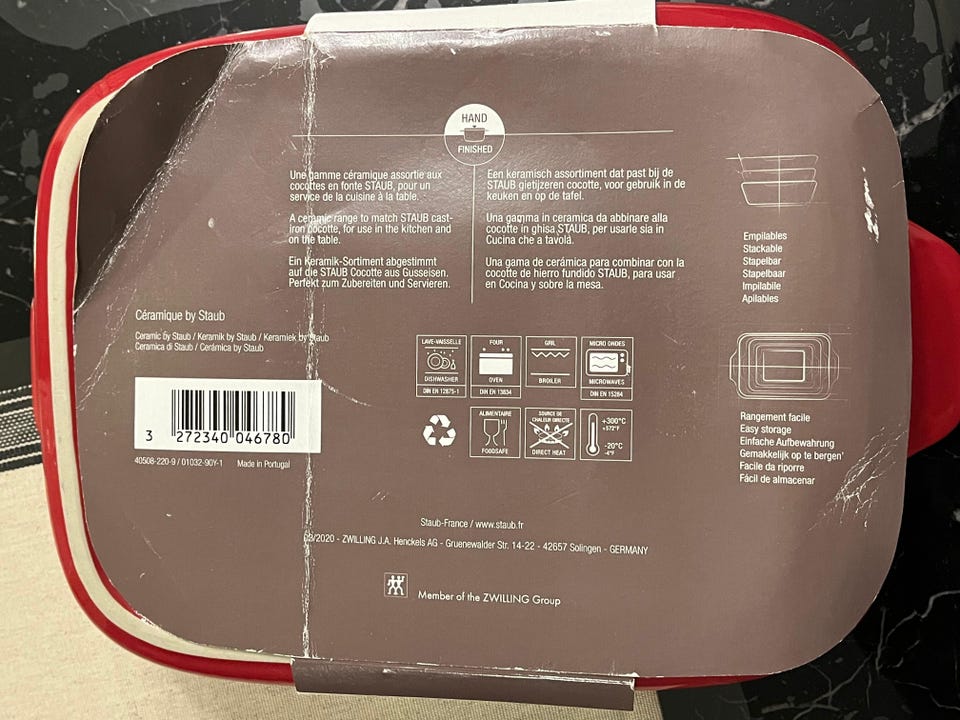 HAND
FINISHED
Une gamme céramique assortie aux
cocottes en fonte STAUB, pour un
service de la cuisine à la table.
A ceramic range to match STAUB cast-
iron cocotte, for use in the kitchen and
on the table.
Ein Keramik-Sortiment abgestimmt
auf die STAUB Cocotte aus Gusseisen.
Perfekt zum Zubereiten und Servieren.
Een keramisch assortiment dat past bij de
STAUB gietijzeren cocotte, voor gebruik in de
keuken en op de tafel.
Una gamma in ceramica da abbinare alla
cocotte in ghisa STAUB, per usarle sia in
Cucina che a tavola.
Una gama de cerámica para combinar con la
cocotte de hierro fundido STAUB, para usar
en Cocina y sobre la mesa.
Empilables
Stackable
Stapelbar
Stapelbaar
Impilabile
Apilables
Céramique by Staub
Ceramic by Staub / Keramik by Staub / Keramiek by Staub
Ceramica di Staub / Cerámica by Staub
3 272340 046780
40508-220-9 / 01032-90Y-1 Made in Portugal
LAVE-VAISSELLE
DISHWASHER
DIN EN 12875-1
FOUR
OVEN
DIN EN 13834
GRIL
BROILER
MICRO ONDES
MICROWAVES
DIN EN 15284
ALIMENTAIRE
FOODSAFE
SOURCE DE
CHALEUR DIRECTE
DIRECT HEAT
+300°C
+572°F
-20°C
-4°F
Rangement facile
Easy storage
Einfache Aufbewahrung
Gemakkelijk op te bergen
Facile da riporre
Fácil de almacenar
Staub-France / www.staub.fr
/2020 - ZWILLING J.A. Henckels AG - Gruenewalder Str. 14-22 - 42657 Solingen - GERMANY
Member of the ZWILLING Group